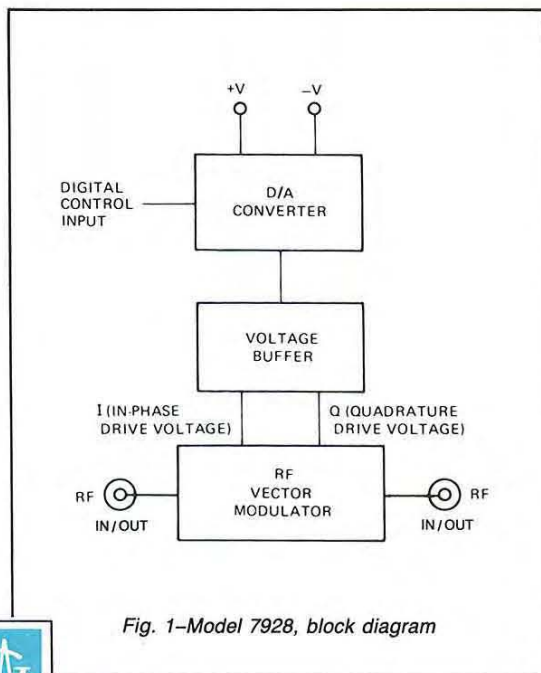 +V
−V
DIGITAL
CONTROL
INPUT
D/A
CONVERTER
VOLTAGE
BUFFER
I (IN-PHASE
DRIVE VOLTAGE)
Q (QUADRATURE
DRIVE VOLTAGE)
RF
IN/OUT
RF
VECTOR
MODULATOR
RF
IN/OUT
Fig. 1–Model 7928, block diagram